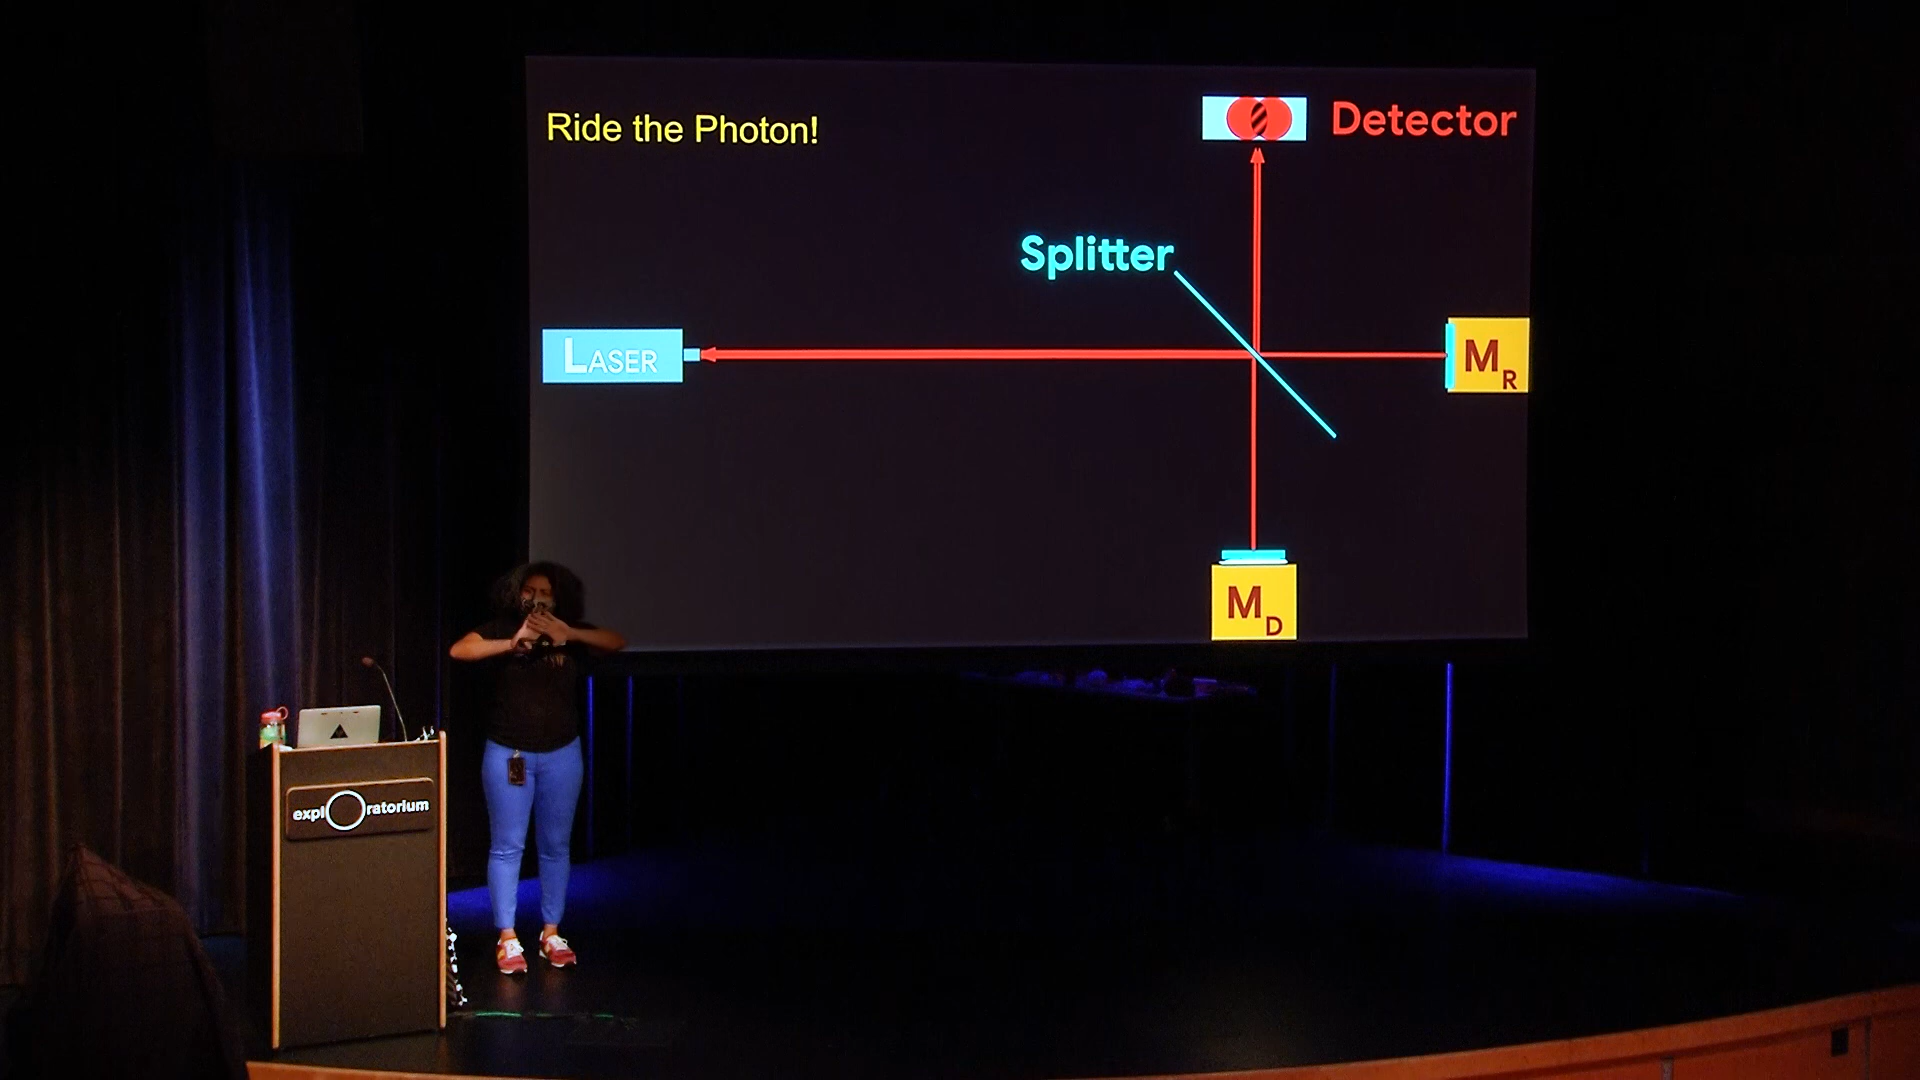 Ride the Photon!
Detector
Splitter
LASER
MR
MD
explOratorium